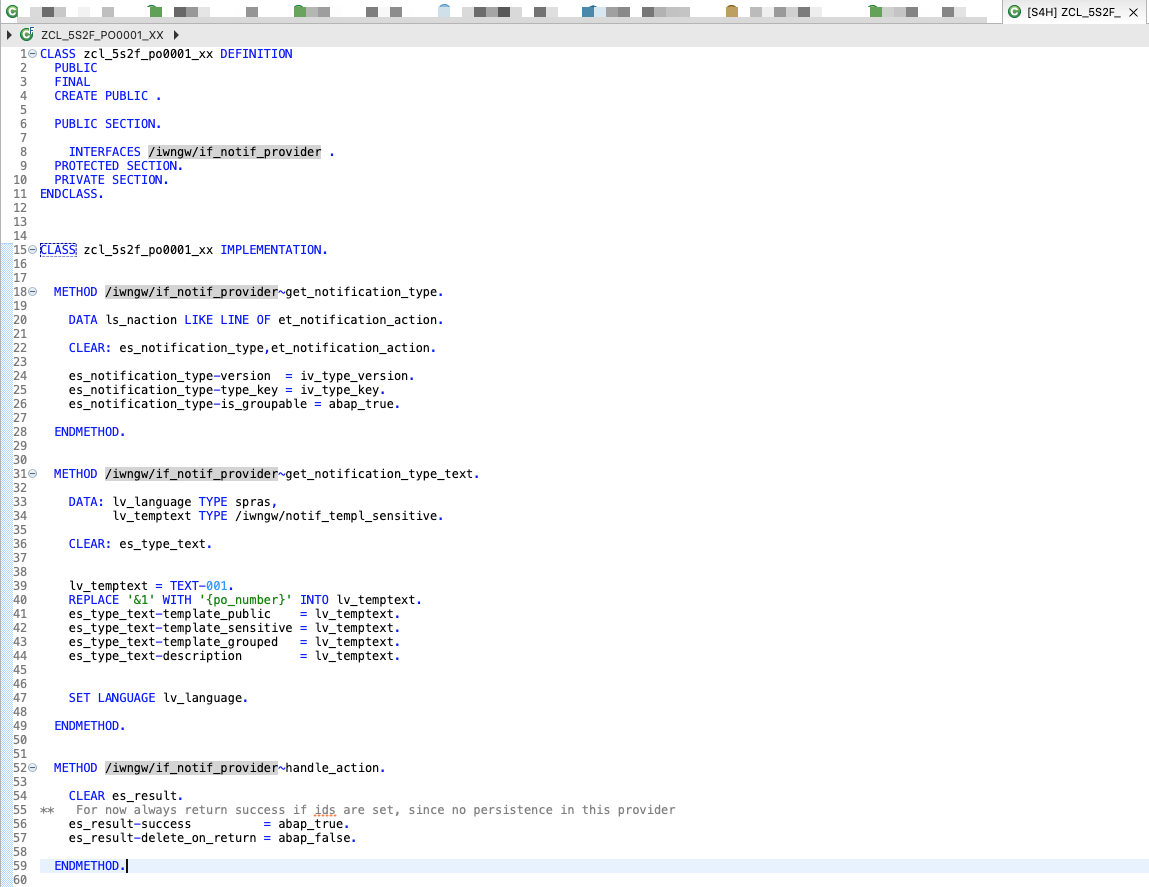 [S4H] ZCL_5S2F_
ZCL_5S2F_PO0001_XX
1 CLASS zcl_5s2f_po0001_xx DEFINITION
2 PUBLIC
3 FINAL
4 CREATE PUBLIC .
5
6 PUBLIC SECTION.
7
8 INTERFACES /iwngw/if_notif_provider .
9 PROTECTED SECTION.
10 PRIVATE SECTION.
11 ENDCLASS.
12
13
14
15 CLASS zcl_5s2f_po0001_xx IMPLEMENTATION.
16
17
18 METHOD /iwngw/if_notif_provider~get_notification_type.
19
20 DATA ls_naction LIKE LINE OF et_notification_action.
21
22 CLEAR: es_notification_type,et_notification_action.
23
24 es_notification_type-version  = iv_type_version.
25 es_notification_type-type_key = iv_type_key.
26 es_notification_type-is_groupable = abap_true.
27
28 ENDMETHOD.
29
30
31 METHOD /iwngw/if_notif_provider~get_notification_type_text.
32
33 DATA: lv_language TYPE spras,
34 lv_temptext TYPE /iwngw/notif_templ_sensitive.
35
36 CLEAR: es_type_text.
37
38
39 lv_temptext = TEXT-001.
40 REPLACE '&1' WITH '{po_number}' INTO lv_temptext.
41 es_type_text-template_public    = lv_temptext.
42 es_type_text-template_sensitive = lv_temptext.
43 es_type_text-template_grouped   = lv_temptext.
44 es_type_text-description        = lv_temptext.
45
46
47 SET LANGUAGE lv_language.
48
49 ENDMETHOD.
50
51
52 METHOD /iwngw/if_notif_provider~handle_action.
53
54 CLEAR es_result.
55 **   For now always return success if ids are set, since no persistence in this provider
56 es_result-success          = abap_true.
57 es_result-delete_on_return = abap_false.
58
59 ENDMETHOD.
60